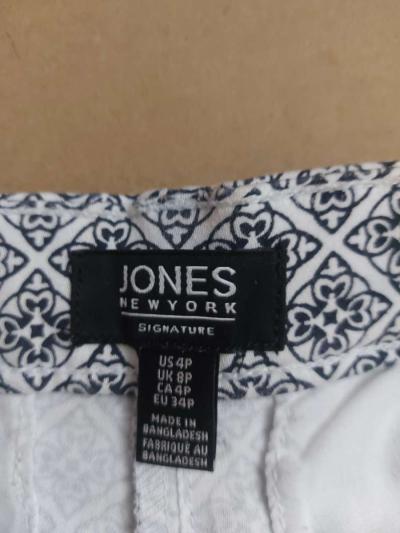 JONES
NEW YORK
SIGNATURE
US 4P
UK 8P
CA 4P
EU 34P
MADE IN
BANGLADESH
FABRIQUE AU
BANGLADESH